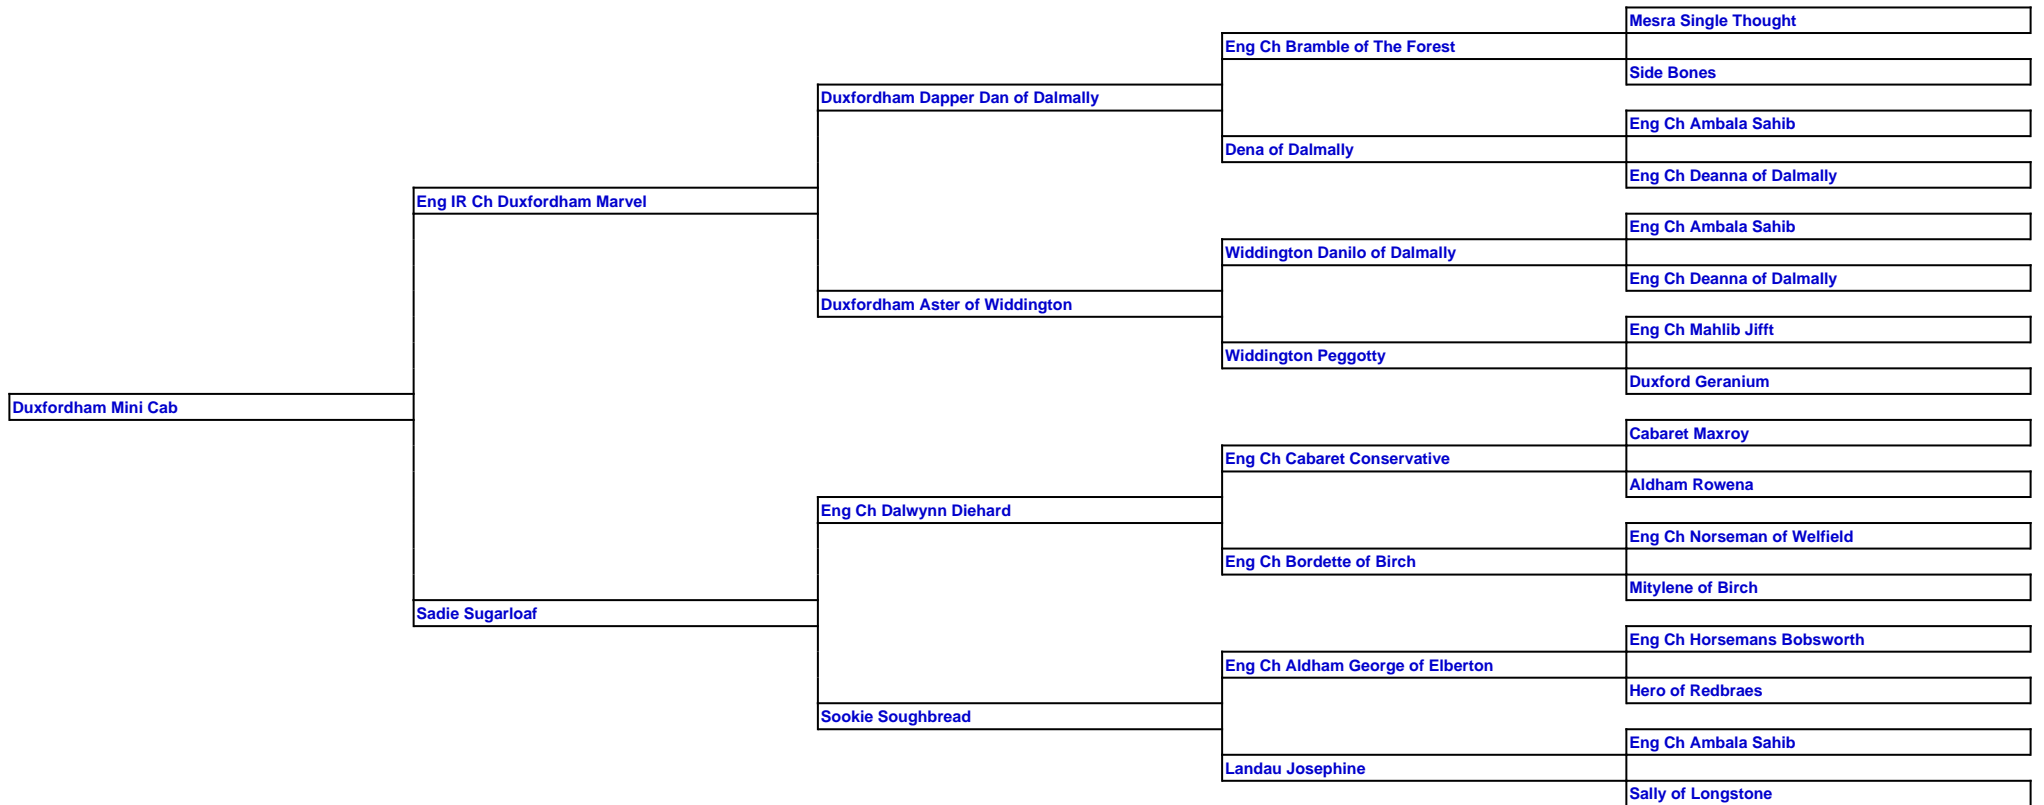 Mesra Single Thought
Eng Ch Bramble of The Forest
Side Bones
Duxfordham Dapper Dan of Dalmally
Eng Ch Ambala Sahib
Dena of Dalmally
Eng Ch Deanna of Dalmally
Eng IR Ch Duxfordham Marvel
Eng Ch Ambala Sahib
Widdington Danilo of Dalmally
Eng Ch Deanna of Dalmally
Duxfordham Aster of Widdington
Eng Ch Mahlib Jifft
Widdington Peggotty
Duxford Geranium
Duxfordham Mini Cab
Cabaret Maxroy
Eng Ch Cabaret Conservative
Aldham Rowena
Eng Ch Dalwynn Diehard
Eng Ch Norseman of Welfield
Eng Ch Bordette of Birch
Mitylene of Birch
Sadie Sugarloaf
Eng Ch Horsemans Bobsworth
Eng Ch Aldham George of Elberton
Hero of Redbraes
Sookie Soughbread
Eng Ch Ambala Sahib
Landau Josephine
Sally of Longstone